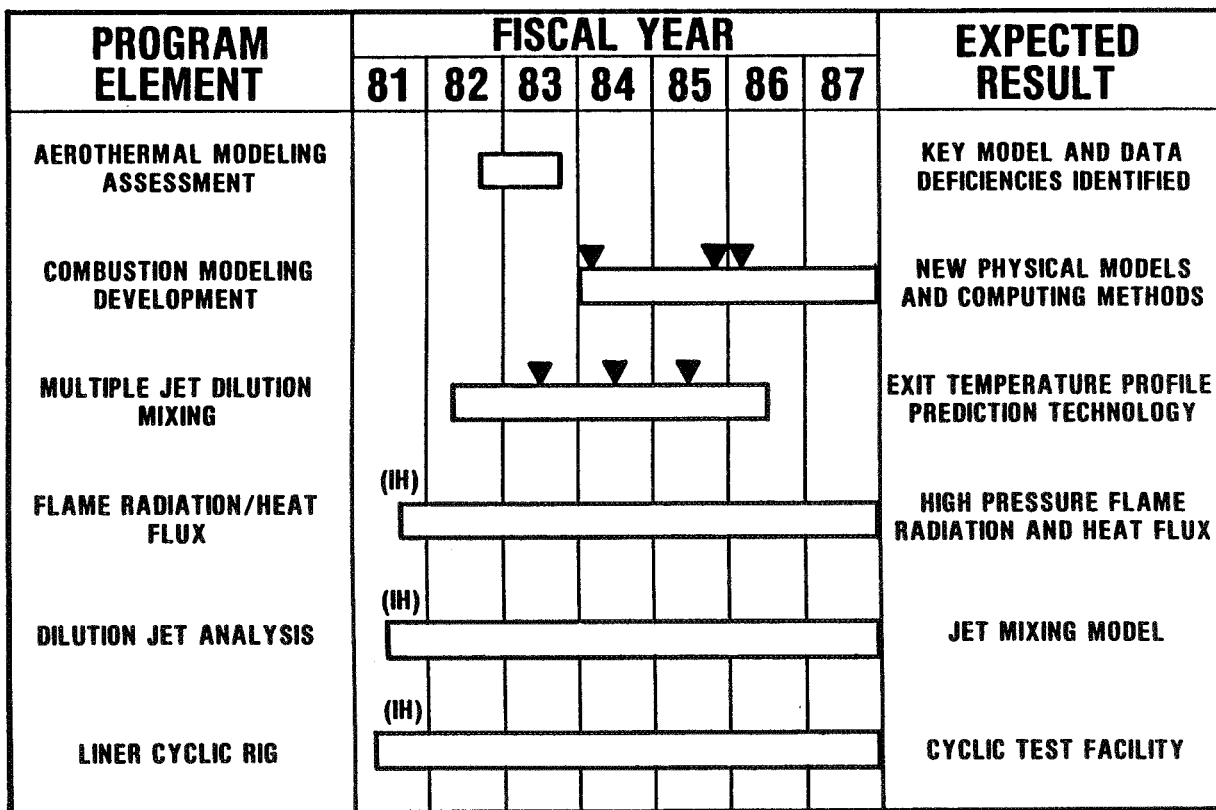 PROGRAM
ELEMENT
FISCAL YEAR
81 82 83 84 85 86 87
EXPECTED
RESULT
AEROTHERMAL MODELING
ASSESSMENT
KEY MODEL AND DATA
DEFICIENCIES IDENTIFIED
COMBUSTION MODELING
DEVELOPMENT
NEW PHYSICAL MODELS
AND COMPUTING METHODS
MULTIPLE JET DILUTION
MIXING
EXIT TEMPERATURE PROFILE
PREDICTION TECHNOLOGY
FLAME RADIATION/HEAT
FLUX
(IH)
HIGH PRESSURE FLAME
RADIATION AND HEAT FLUX
DILUTION JET ANALYSIS
(IH)
JET MIXING MODEL
LINER CYCLIC RIG
(IH)
CYCLIC TEST FACILITY